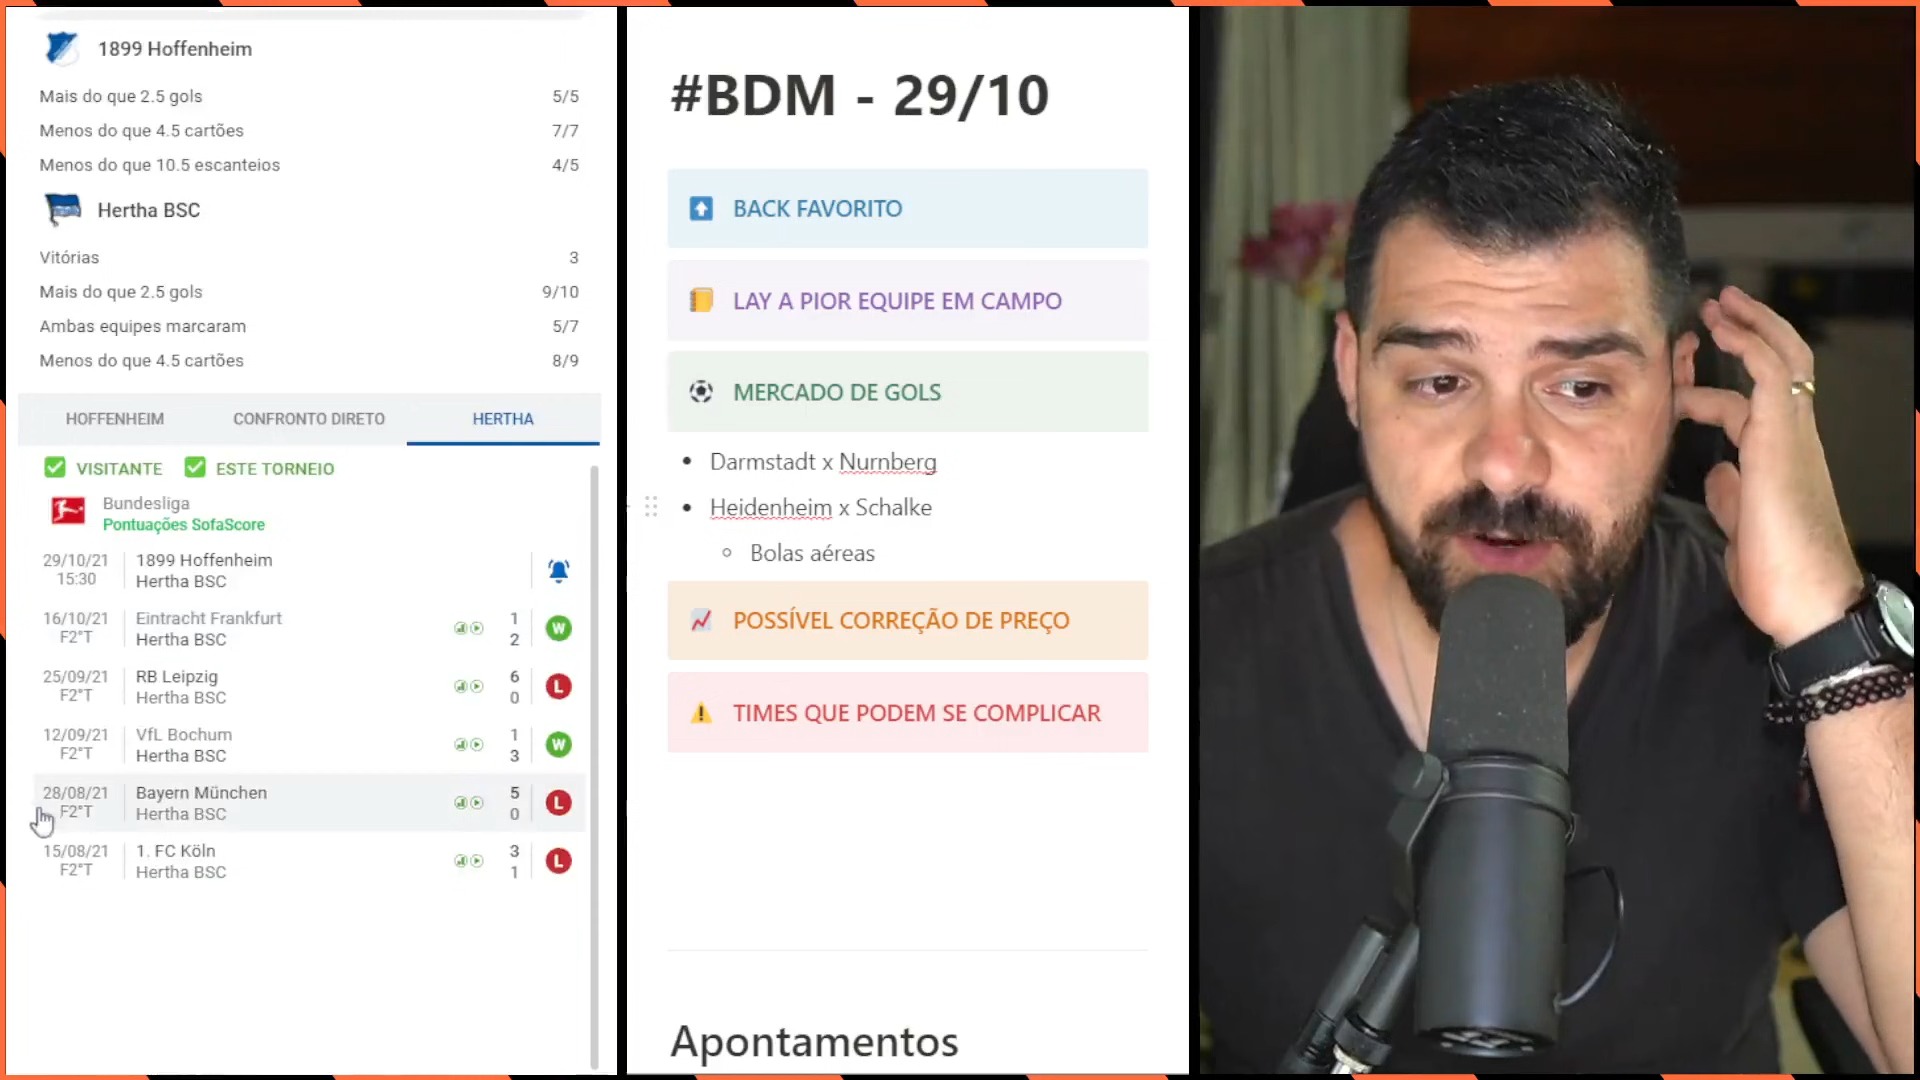 1899 Hoffenheim
Mais do que 2.5 gols 5/5
Menos do que 4.5 cartões 7/7
Menos do que 10.5 escanteios 4/5
Hertha BSC
Vitórias 3
Mais do que 2.5 gols 9/10
Ambas equipes marcaram 5/7
Menos do que 4.5 cartões 8/9
HOFFENHEIM CONFRONTO DIRETO HERTHA
VISITANTE ESTE TORNEIO
Bundesliga
Pontuações SofaScore
29/10/21 1899 Hoffenheim
15:30 Hertha BSC
16/10/21 Eintracht Frankfurt 1
F2°T Hertha BSC 2
W
25/09/21 RB Leipzig 6
F2°T Hertha BSC 0
L
12/09/21 VfL Bochum 1
F2°T Hertha BSC 3
W
28/08/21 Bayern München 5
F2°T Hertha BSC 0
L
15/08/21 1. FC Köln 3
F2°T Hertha BSC 1
L
#BDM - 29/10
BACK FAVORITO
LAY A PIOR EQUIPE EM CAMPO
MERCADO DE GOLS
• Darmstadt x Nurnberg
• Heidenheim x Schalke
○ Bolas aéreas
POSSÍVEL CORREÇÃO DE PREÇO
TIMES QUE PODEM SE COMPLICAR
Apontamentos